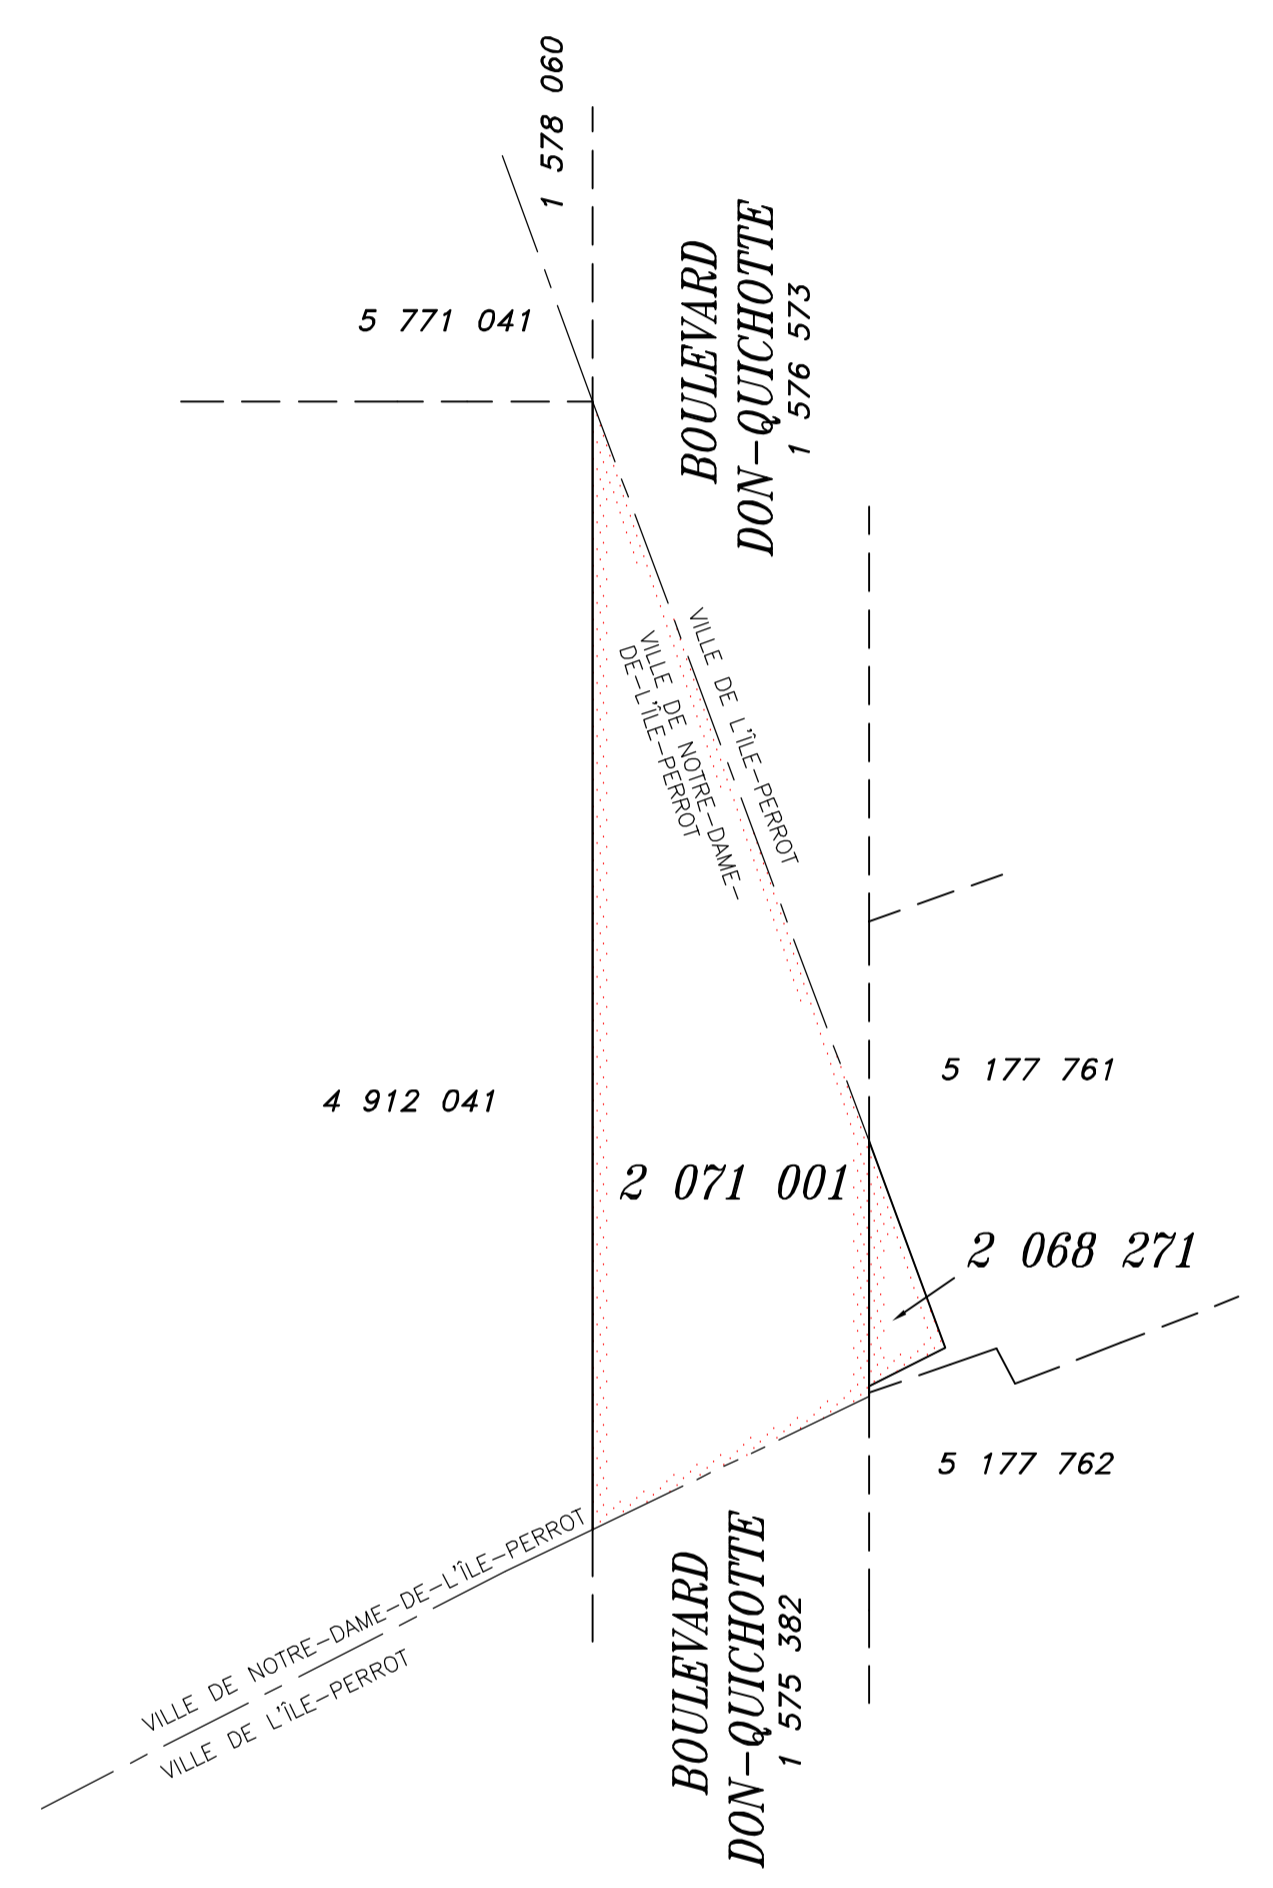 1 578 060
5 771 041
BOULEVARD
DON-QUICHOTTE
1 576 573
VILLE DE L'ÎLE-PERROT
VILLE DE NOTRE-DAME-
DE-L'ÎLE-PERROT
5 177 761
4 912 041
2 071 001
2 068 271
5 177 762
VILLE DE NOTRE-DAME-DE-L'ÎLE-PERROT
VILLE DE L'ÎLE-PERROT
BOULEVARD
DON-QUICHOTTE
1 575 382